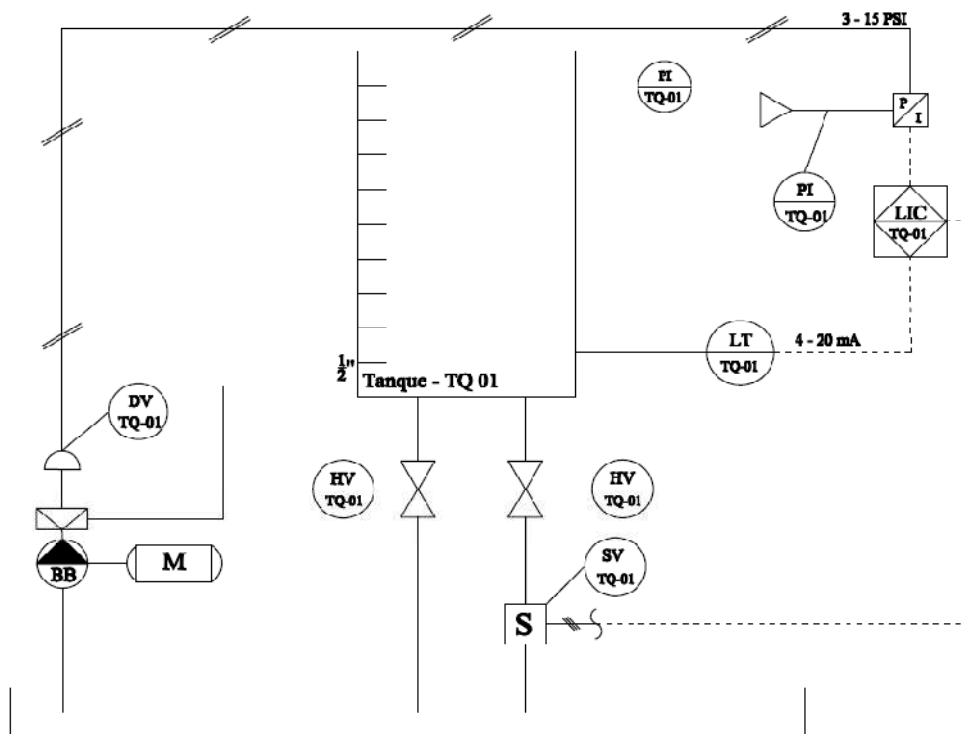 3 - 15 PSI
PI
TQ-01
P
I
PI
TQ-01
LIC
TQ-01
LT
TQ-01
4 - 20 mA
1/2"
Tanque - TQ 01
DV
TQ-01
HV
TQ-01
HV
TQ-01
BB
M
SV
TQ-01
S